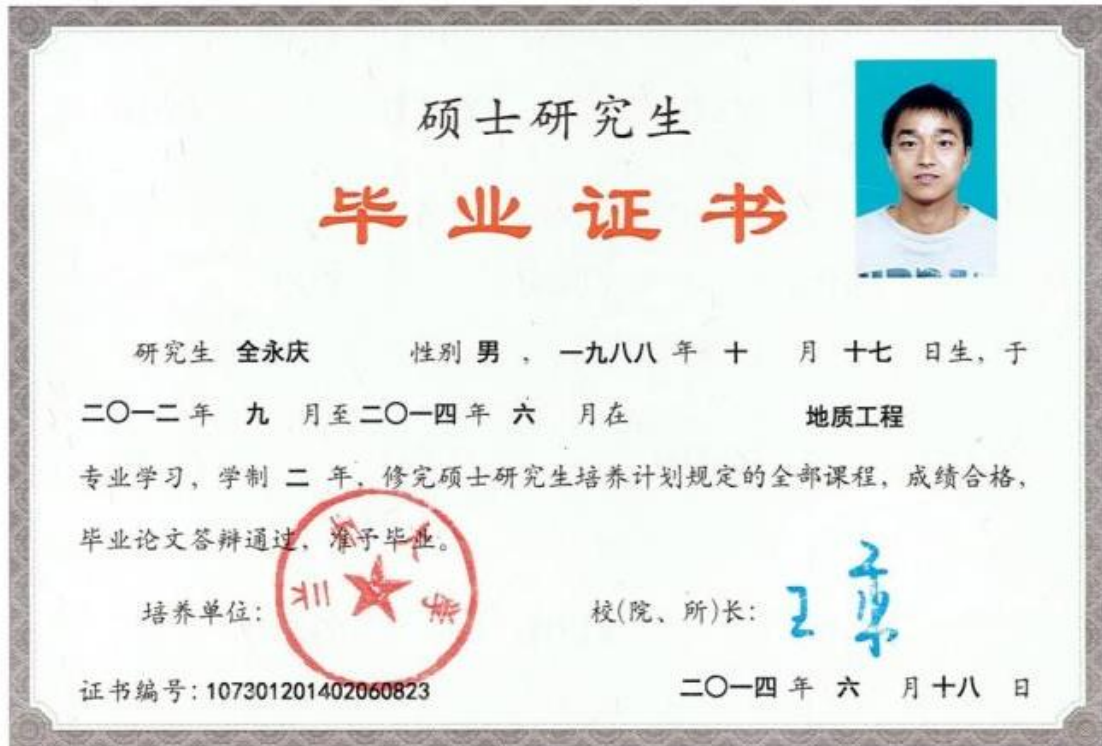 硕士研究生
毕业证书
研究生 全永庆 性别 男 ，一九八八 年 十 月 十七 日生，于
二〇一二 年 九 月至 二〇一四 年 六 月在 地质工程
专业学习，学制 二 年，修完硕士研究生培养计划规定的全部课程，成绩合格，
毕业论文答辩通过，准予毕业。
培养单位： 校(院、所)长：
证书编号：107301201402060823 二〇一四 年 六 月 十八 日